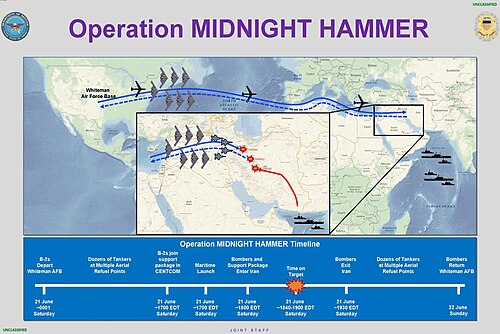 UNCLASSIFIED
Operation MIDNIGHT HAMMER
Whiteman
Air Force Base
NORTH
ATLANTIC
OCEAN
Operation MIDNIGHT HAMMER Timeline
B-2s
Depart
Whiteman AFB
Dozens of Tankers
at Multiple Aerial
Refuel Points
B-2s join
support
package in
CENTCOM
Maritime
Launch
Bombers and
Support Package
Enter Iran
Time on
Target
Bombers
Exit
Iran
Dozens of Tankers
at Multiple Aerial
Refuel Points
Bombers
Return
Whiteman AFB
21 June
~0001
Saturday
21 June
~1700 EDT
Saturday
21 June
~1700 EDT
Saturday
21 June
~1800 EDT
Saturday
21 June
~1840-1900 EDT
Saturday
21 June
~1930 EDT
Saturday
22 June
Sunday
UNCLASSIFIED
JOINT STAFF